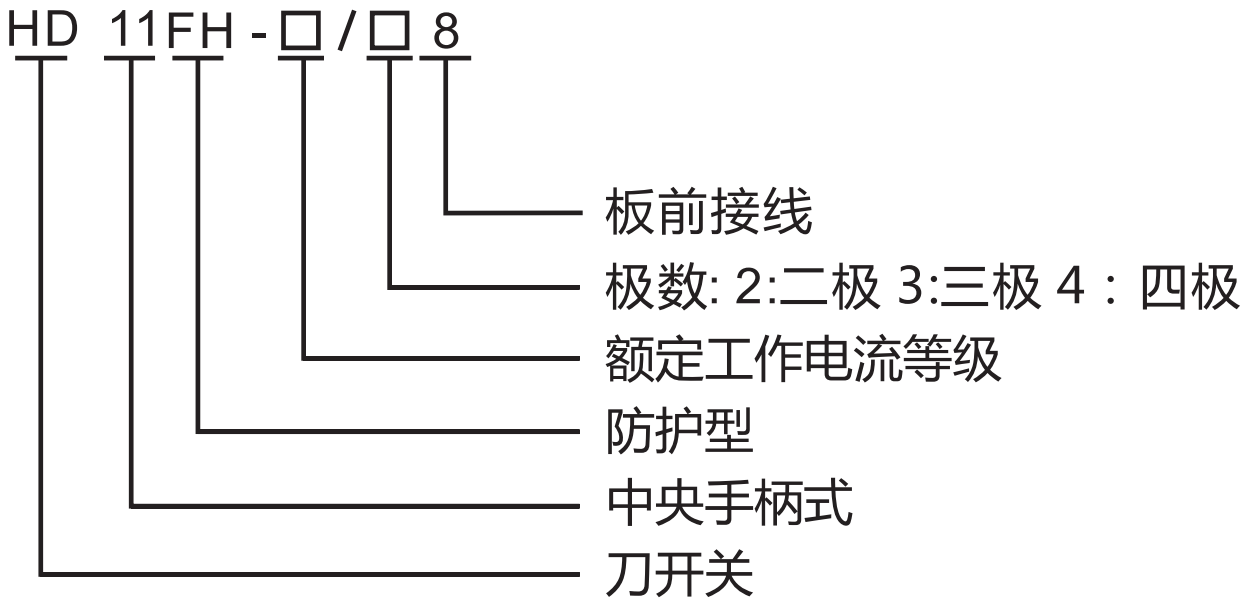 HD 11FH-□/□8
板前接线
极数: 2:二极 3:三极 4：四极
额定工作电流等级
防护型
中央手柄式
刀开关